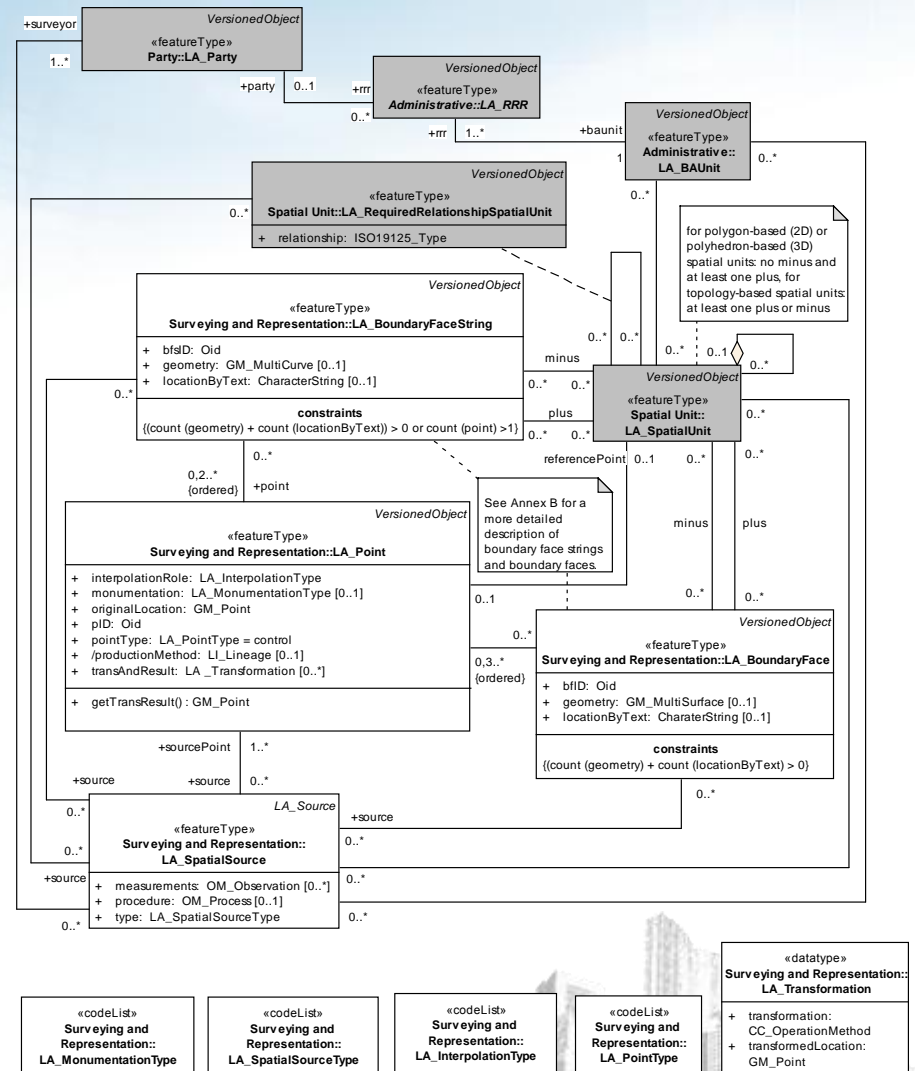 +surveyor
1..*
VersionedObject
«featureType»
Party::LA_Party
+party
0..1
+rrr
0..*
VersionedObject
«featureType»
Administrative::LA_RRR
+rrr
1..*
+baunit
1
VersionedObject
«featureType»
Administrative::
LA_BAUnit
0..*
0..*
VersionedObject
«featureType»
Spatial Unit::LA_RequiredRelationshipSpatialUnit
+ relationship: ISO19125_Type
0..*
for polygon-based (2D) or
polyhedron-based (3D)
spatial units: no minus and
at least one plus, for
topology-based spatial units:
at least one plus or minus
VersionedObject
«featureType»
Surveying and Representation::LA_BoundaryFaceString
+ bfsID: Oid
+ geometry: GM_MultiCurve [0..1]
+ locationByText: CharacterString [0..1]
constraints
{(count (geometry) + count (locationByText)) > 0 or count (point) >1}
0..*
0..*
0..*
0..*
0..1
0..*
minus
0..*
0..*
plus
0..*
0..*
VersionedObject
«featureType»
Spatial Unit::
LA_SpatialUnit
0..*
referencePoint
0..1
0..*
0..*
0..*
0,2..*
{ordered}
+point
See Annex B for a
more detailed
description of
boundary face strings
and boundary faces.
minus
plus
VersionedObject
«featureType»
Surveying and Representation::LA_Point
+ interpolationRole: LA_InterpolationType
+ monumentation: LA_MonumentationType [0..1]
+ originalLocation: GM_Point
+ pID: Oid
+ pointType: LA_PointType = control
+ /productionMethod: LI_Lineage [0..1]
+ transAndResult: LA _Transformation [0..*]
+ getTransResult() : GM_Point
0..1
0..*
0..*
0..*
0,3..*
{ordered}
VersionedObject
«featureType»
Surveying and Representation::LA_BoundaryFace
+ bfID: Oid
+ geometry: GM_MultiSurface [0..1]
+ locationByText: CharaterString [0..1]
constraints
{(count (geometry) + count (locationByText) > 0}
0..*
+sourcePoint
1..*
+source
+source
0..*
0..*
0..*
+source
0..*
LA_Source
«featureType»
Surveying and Representation::
LA_SpatialSource
+ measurements: OM_Observation [0..*]
+ procedure: OM_Process [0..1]
+ type: LA_SpatialSourceType
+source
0..*
0..*
0..*
«codeList»
Surveying and
Representation::
LA_MonumentationType
«codeList»
Surveying and
Representation::
LA_SpatialSourceType
«codeList»
Surveying and
Representation::
LA_InterpolationType
«codeList»
Surveying and
Representation::
LA_PointType
«datatype»
Surveying and Representation::
LA_Transformation
+ transformation:
CC_OperationMethod
+ transformedLocation:
GM_Point